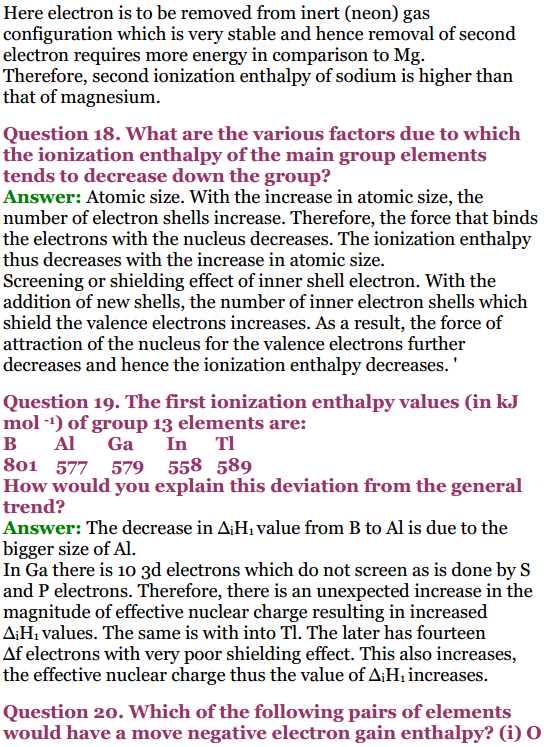 Here electron is to be removed from inert (neon) gas
configuration which is very stable and hence removal of second
electron requires more energy in comparison to Mg.
Therefore, second ionization enthalpy of sodium is higher than
that of magnesium.
Question 18. What are the various factors due to which
the ionization enthalpy of the main group elements
tends to decrease down the group?
Answer: Atomic size. With the increase in atomic size, the
number of electron shells increase. Therefore, the force that binds
the electrons with the nucleus decreases. The ionization enthalpy
thus decreases with the increase in atomic size.
Screening or shielding effect of inner shell electron. With the
addition of new shells, the number of inner electron shells which
shield the valence electrons increases. As a result, the force of
attraction of the nucleus for the valence electrons further
decreases and hence the ionization enthalpy decreases. '
Question 19. The first ionization enthalpy values (in kJ
mol ⁻¹) of group 13 elements are:
B Al Ga In Tl
801 577 579 558 589
How would you explain this deviation from the general
trend?
Answer: The decrease in ΔᵢH₁ value from B to Al is due to the
bigger size of Al.
In Ga there is 10 3d electrons which do not screen as is done by S
and P electrons. Therefore, there is an unexpected increase in the
magnitude of effective nuclear charge resulting in increased
ΔᵢH₁ values. The same is with into Tl. The later has fourteen
Δf electrons with very poor shielding effect. This also increases,
the effective nuclear charge thus the value of ΔᵢH₁ increases.
Question 20. Which of the following pairs of elements
would have a move negative electron gain enthalpy? (i) O